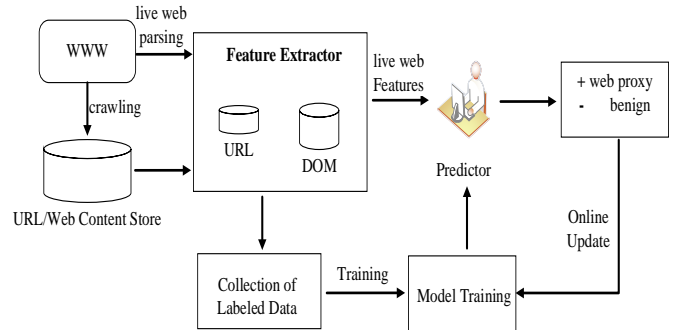 live web
parsing
WWW
Feature Extractor
live web
Features
+ web proxy
- benign
crawling
URL
DOM
Predictor
URL/Web Content Store
Online
Update
Collection of
Labeled Data
Training
Model Training